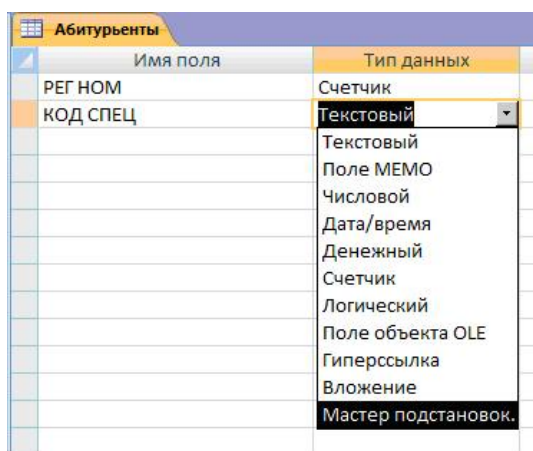 Абитурьенты
Имя поля Тип данных
РЕГ НОМ Счетчик
КОД СПЕЦ Текстовый
Текстовый
Поле МЕМО
Числовой
Дата/время
Денежный
Счетчик
Логический
Поле объекта OLE
Гиперссылка
Вложение
Мастер подстановок.